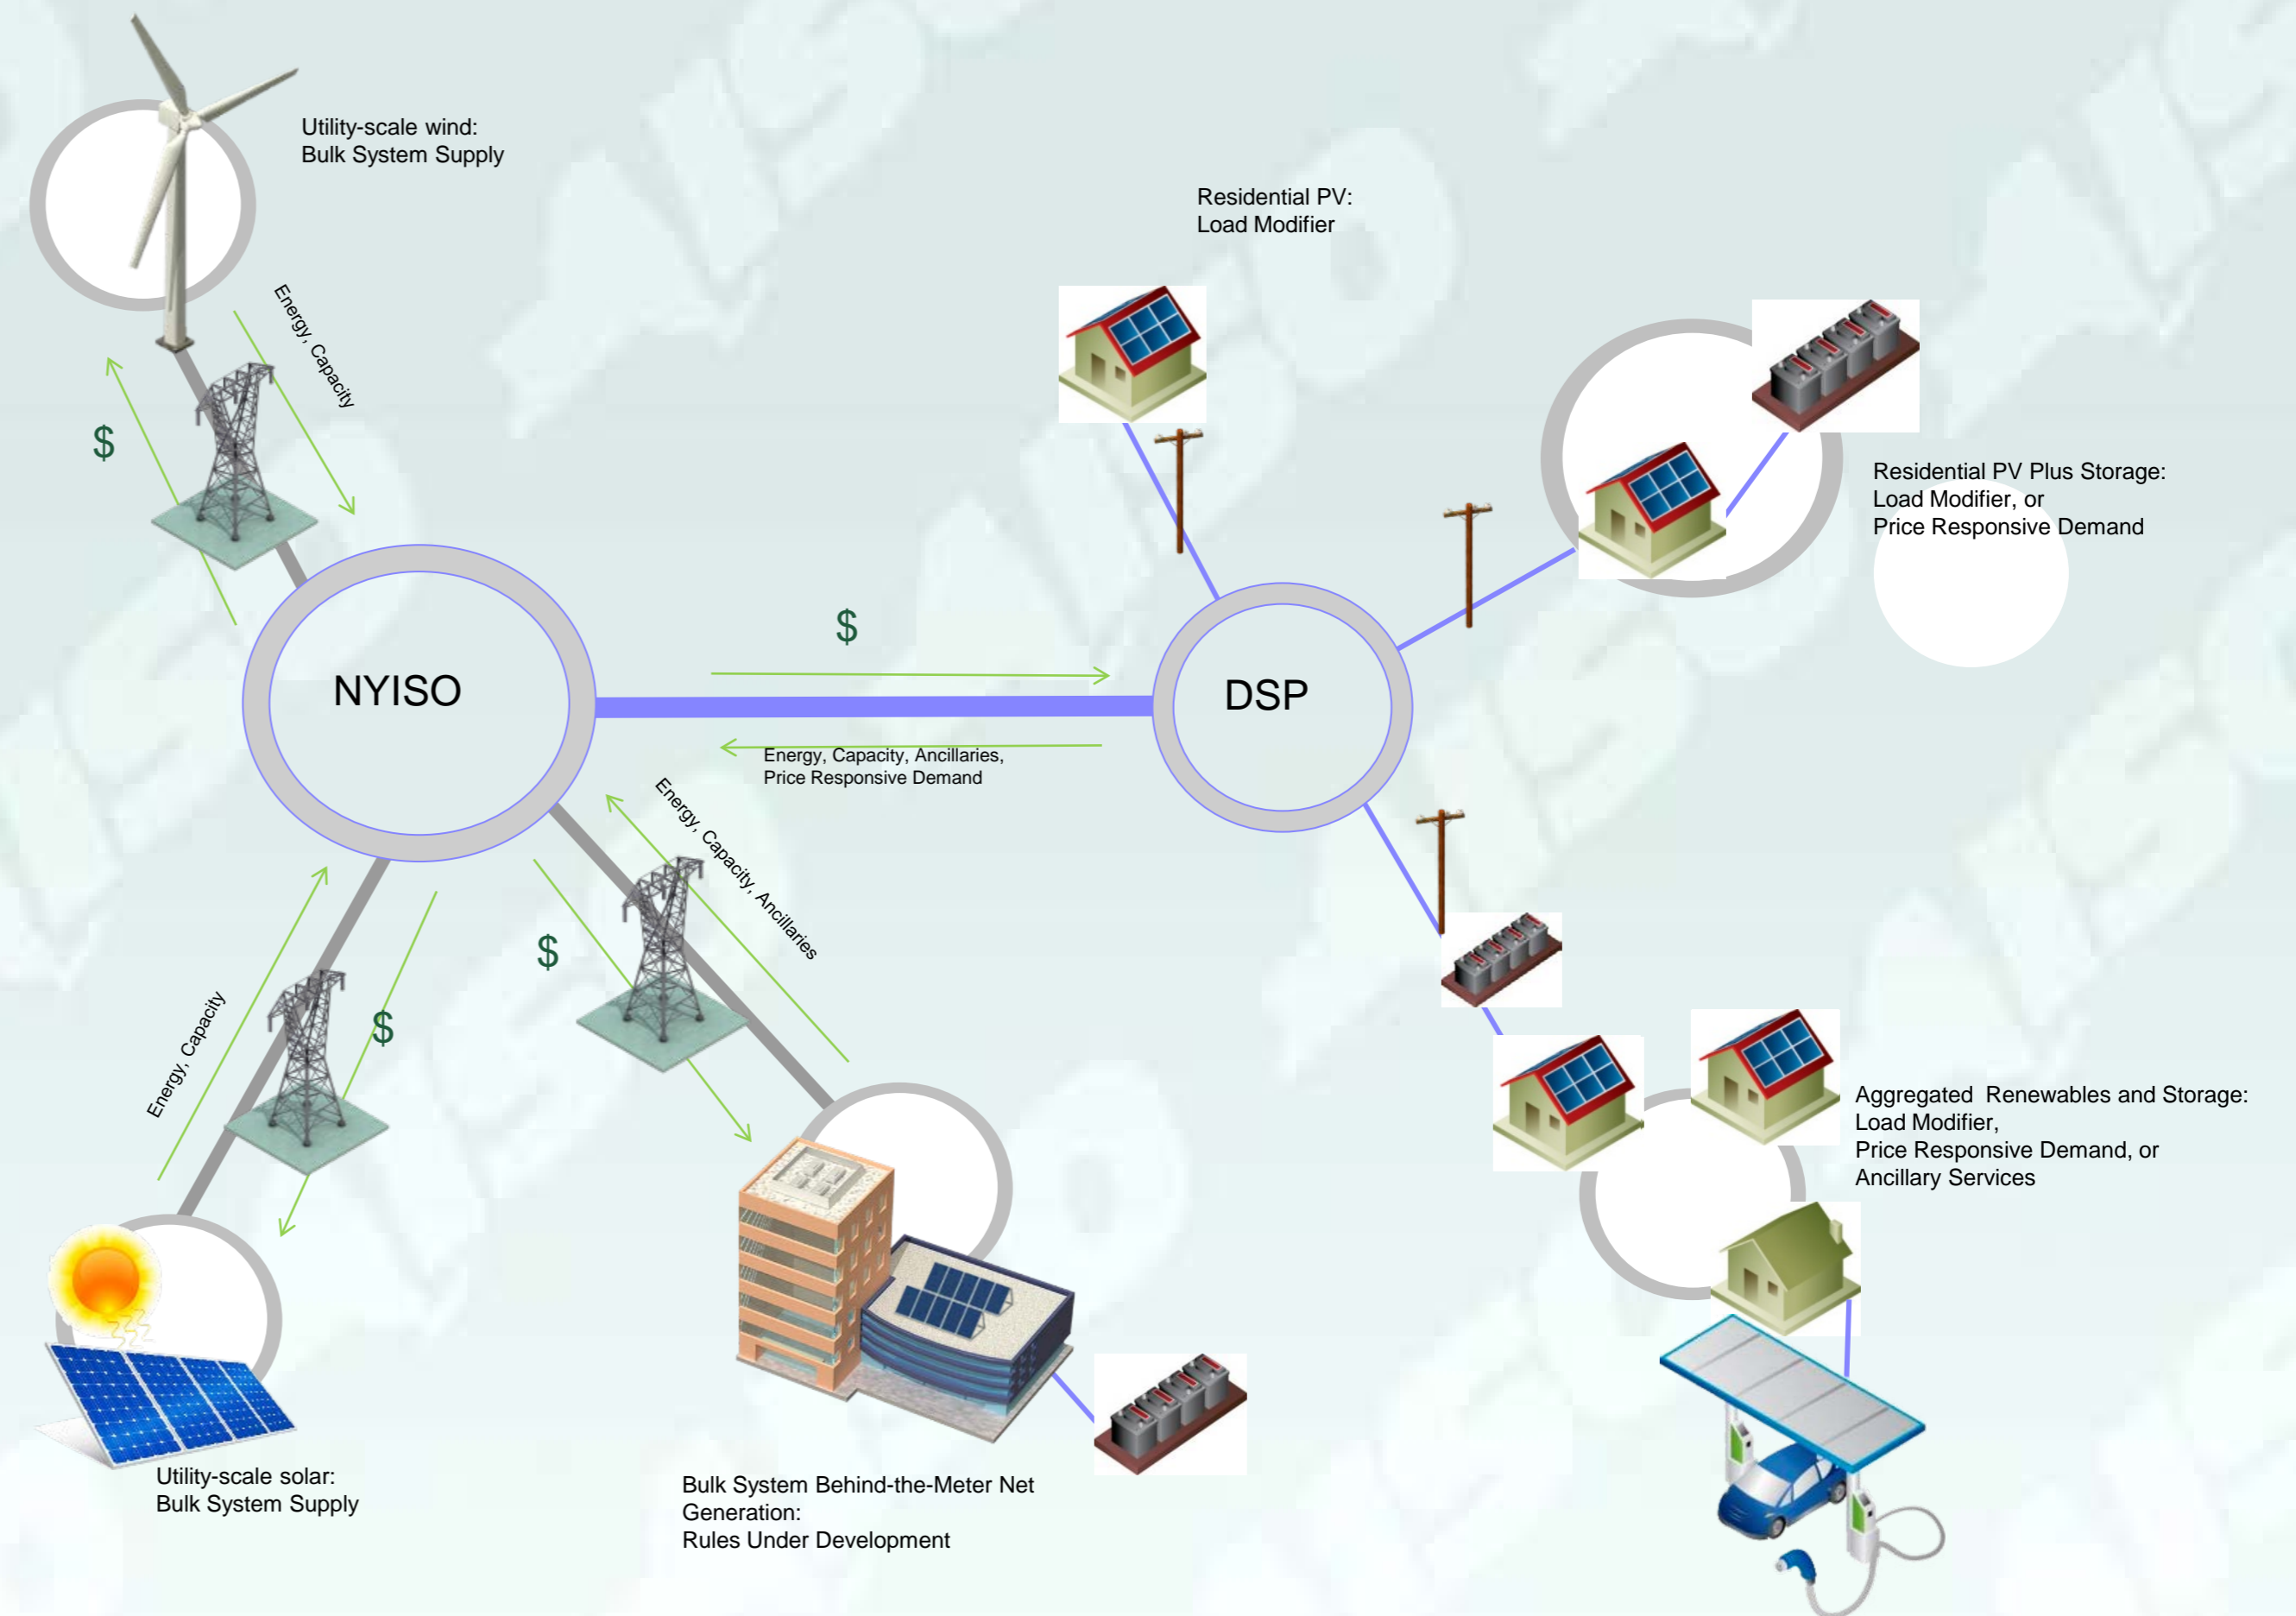 Utility-scale wind:
Bulk System Supply
Residential PV:
Load Modifier
Energy, Capacity
$
Residential PV Plus Storage:
Load Modifier, or
Price Responsive Demand
$
NYISO
DSP
Energy, Capacity, Ancillaries,
Price Responsive Demand
Energy, Capacity, Ancillaries
$
Energy, Capacity
$
Aggregated  Renewables and Storage:
Load Modifier,
Price Responsive Demand, or
Ancillary Services
Utility-scale solar:
Bulk System Supply
Bulk System Behind-the-Meter Net
Generation:
Rules Under Development